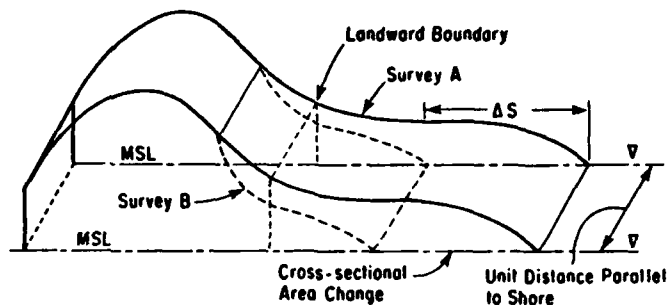 Landward Boundary
Survey A
ΔS
MSL
∇
Survey B
MSL
∇
Cross-sectional
Area Change
Unit Distance Parallel
to Shore